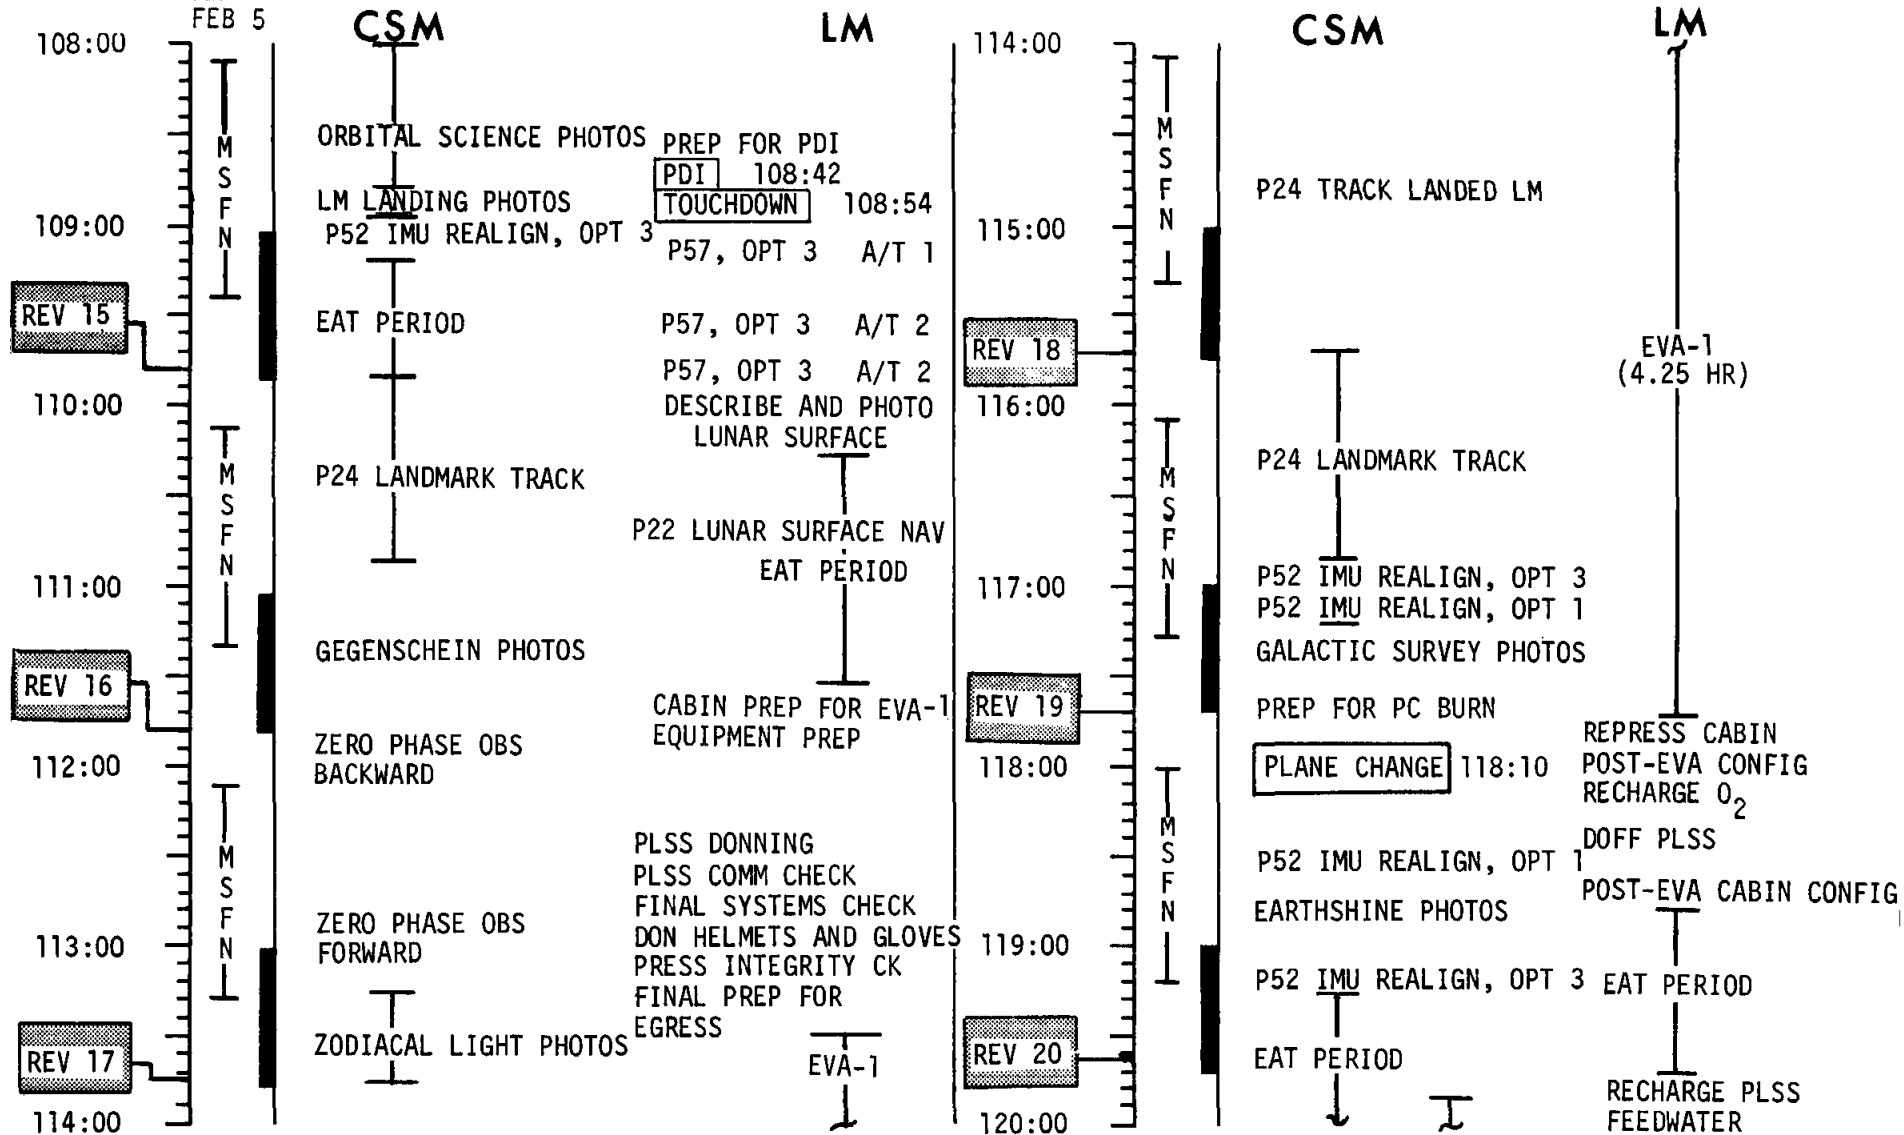 FEB 5
CSM
LM
108:00
MSFN
ORBITAL SCIENCE PHOTOS
PREP FOR PDI
PDI 108:42
LM LANDING PHOTOS
TOUCHDOWN 108:54
109:00
P52 IMU REALIGN, OPT 3
P57, OPT 3 A/T 1
REV 15
EAT PERIOD
P57, OPT 3 A/T 2
P57, OPT 3 A/T 2
110:00
DESCRIBE AND PHOTO
LUNAR SURFACE
MSFN
P24 LANDMARK TRACK
P22 LUNAR SURFACE NAV
EAT PERIOD
111:00
GEGENSCHEIN PHOTOS
REV 16
CABIN PREP FOR EVA-1
EQUIPMENT PREP
ZERO PHASE OBS
BACKWARD
112:00
MSFN
PLSS DONNING
PLSS COMM CHECK
FINAL SYSTEMS CHECK
DON HELMETS AND GLOVES
PRESS INTEGRITY CK
FINAL PREP FOR
EGRESS
ZERO PHASE OBS
FORWARD
113:00
ZODIACAL LIGHT PHOTOS
REV 17
EVA-1
114:00
CSM
LM
114:00
MSFN
P24 TRACK LANDED LM
115:00
REV 18
EVA-1
(4.25 HR)
116:00
MSFN
P24 LANDMARK TRACK
117:00
P52 IMU REALIGN, OPT 3
P52 IMU REALIGN, OPT 1
GALACTIC SURVEY PHOTOS
REV 19
PREP FOR PC BURN
REPRESS CABIN
POST-EVA CONFIG
RECHARGE O2
118:00
PLANE CHANGE 118:10
MSFN
DOFF PLSS
P52 IMU REALIGN, OPT 1
POST-EVA CABIN CONFIG
EARTHSHINE PHOTOS
119:00
P52 IMU REALIGN, OPT 3
EAT PERIOD
REV 20
EAT PERIOD
RECHARGE PLSS
FEEDWATER
120:00